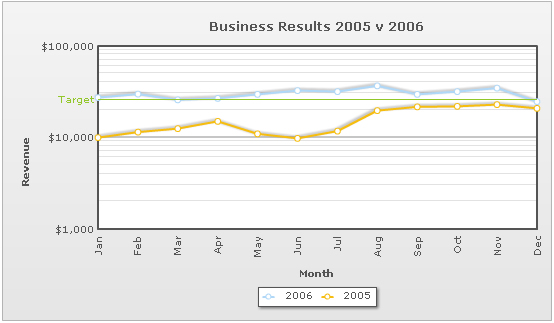 Business Results 2005 v 2006
$100,000
Target
$10,000
$1,000
Revenue
Jan Feb Mar Apr May Jun Jul Aug Sep Oct Nov Dec
Month
2006 2005